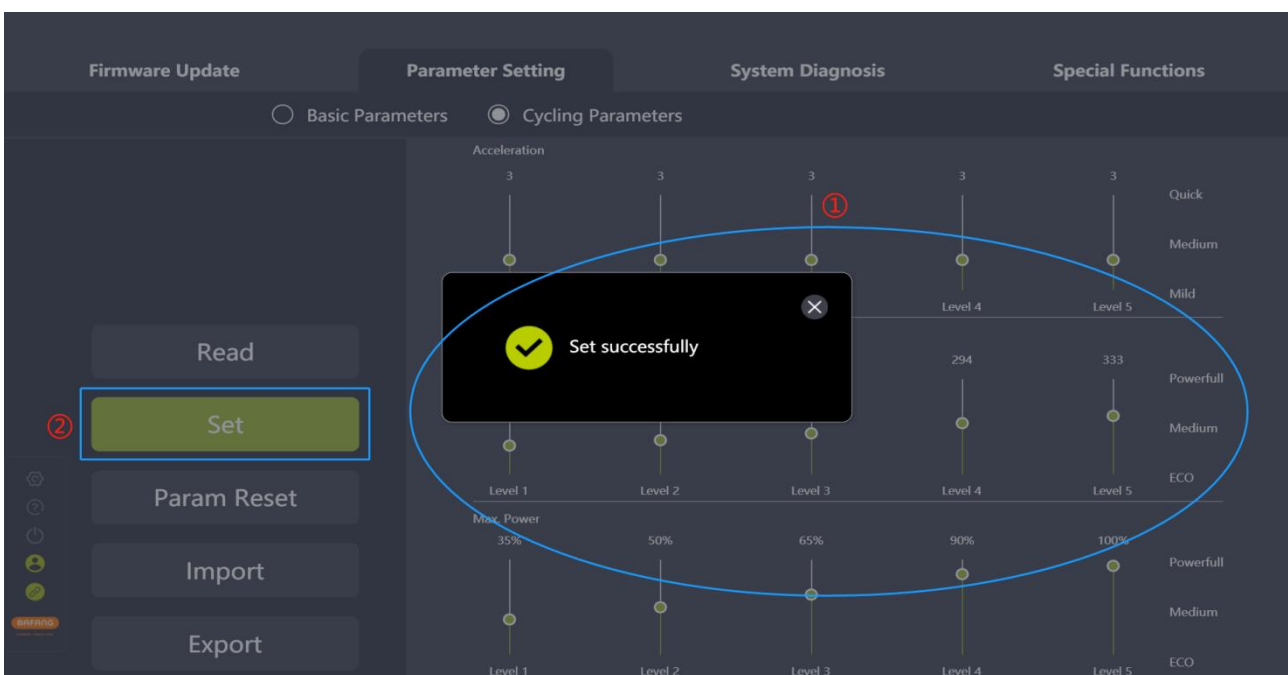 Firmware Update Parameter Setting System Diagnosis Special Functions
Basic Parameters Cycling Parameters
Acceleration
3 3 3 3 3
①
Quick
Medium
Mild
Level 4 Level 5
Set successfully
Read
294 333
Powerfull
② Set
Medium
ECO
Level 1 Level 2 Level 3 Level 4 Level 5
Param Reset
Max. Power
35% 50% 65% 90% 100%
Powerfull
Import
Medium
BAFANG
Export
ECO
Level 1 Level 2 Level 3 Level 4 Level 5